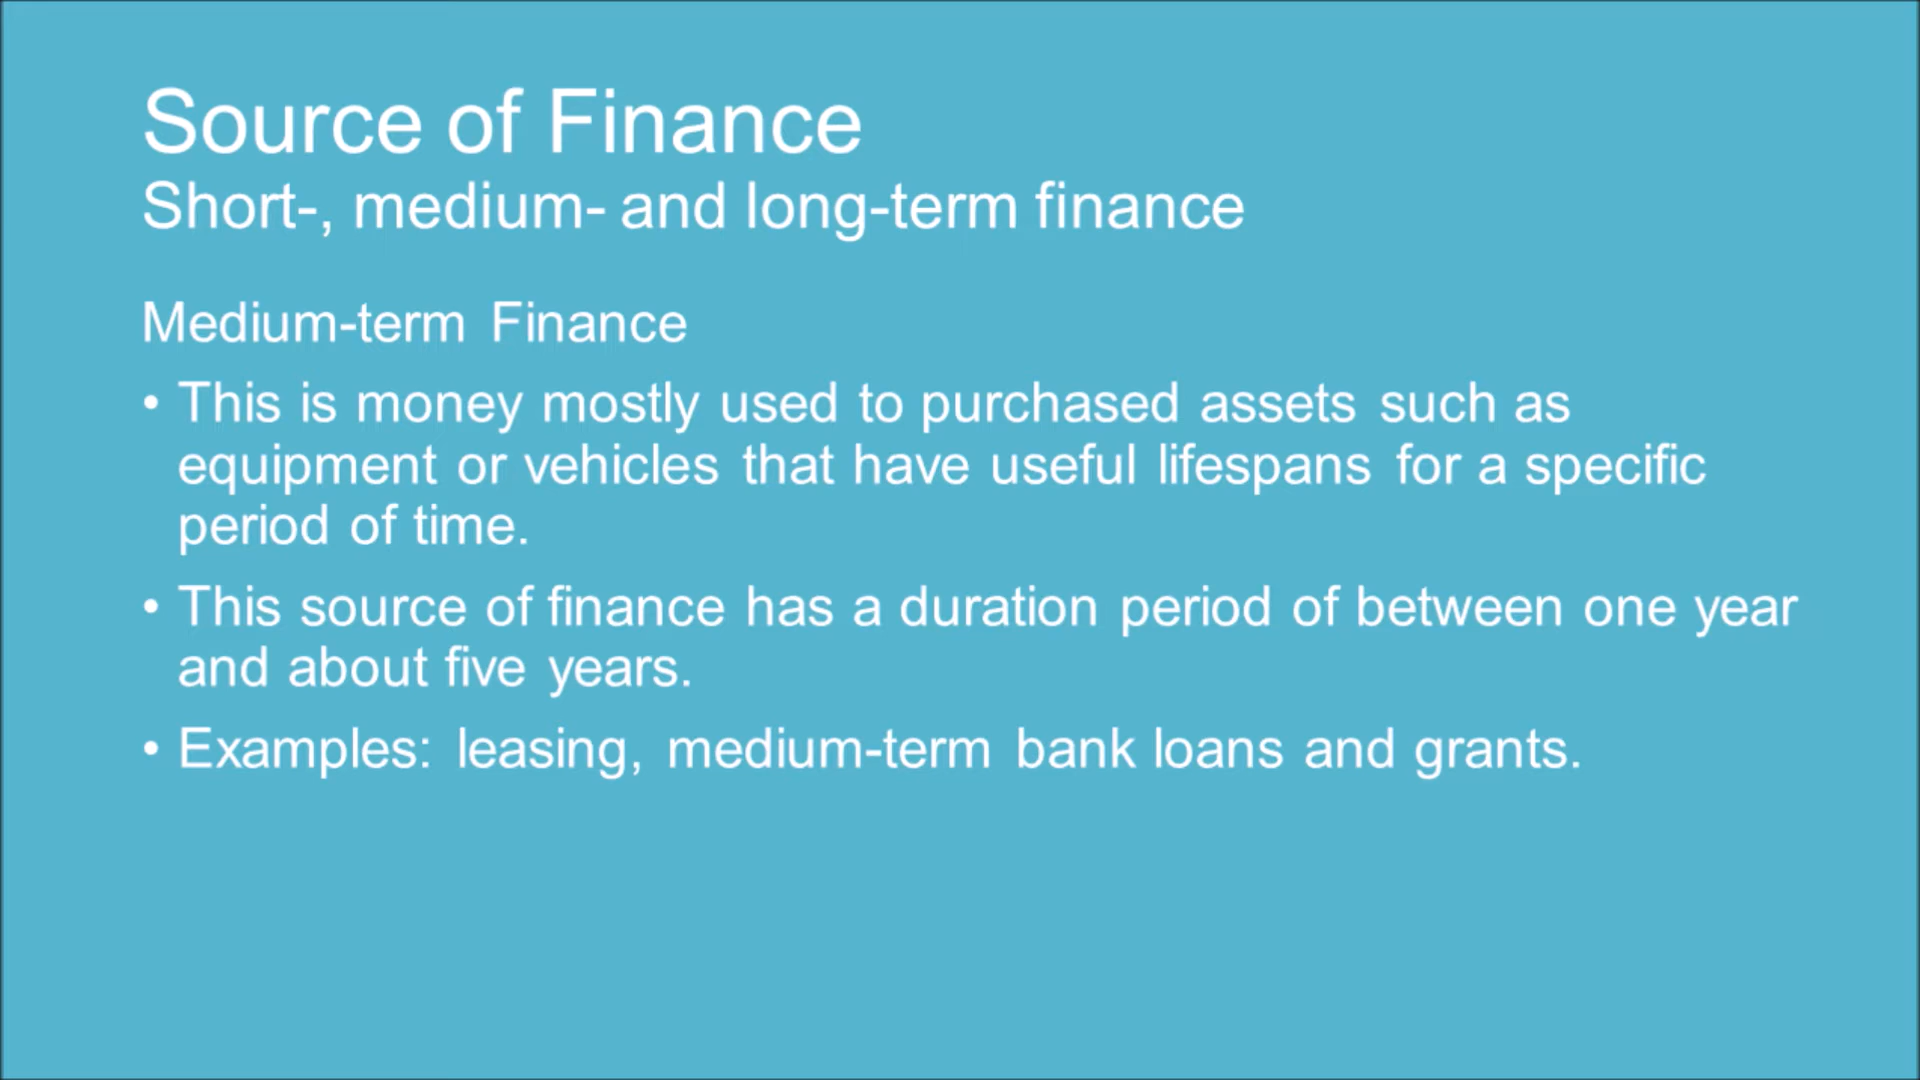 Source of Finance
Short-, medium- and long-term finance
Medium-term Finance
• This is money mostly used to purchased assets such as
equipment or vehicles that have useful lifespans for a specific
period of time.
• This source of finance has a duration period of between one year
and about five years.
• Examples: leasing, medium-term bank loans and grants.